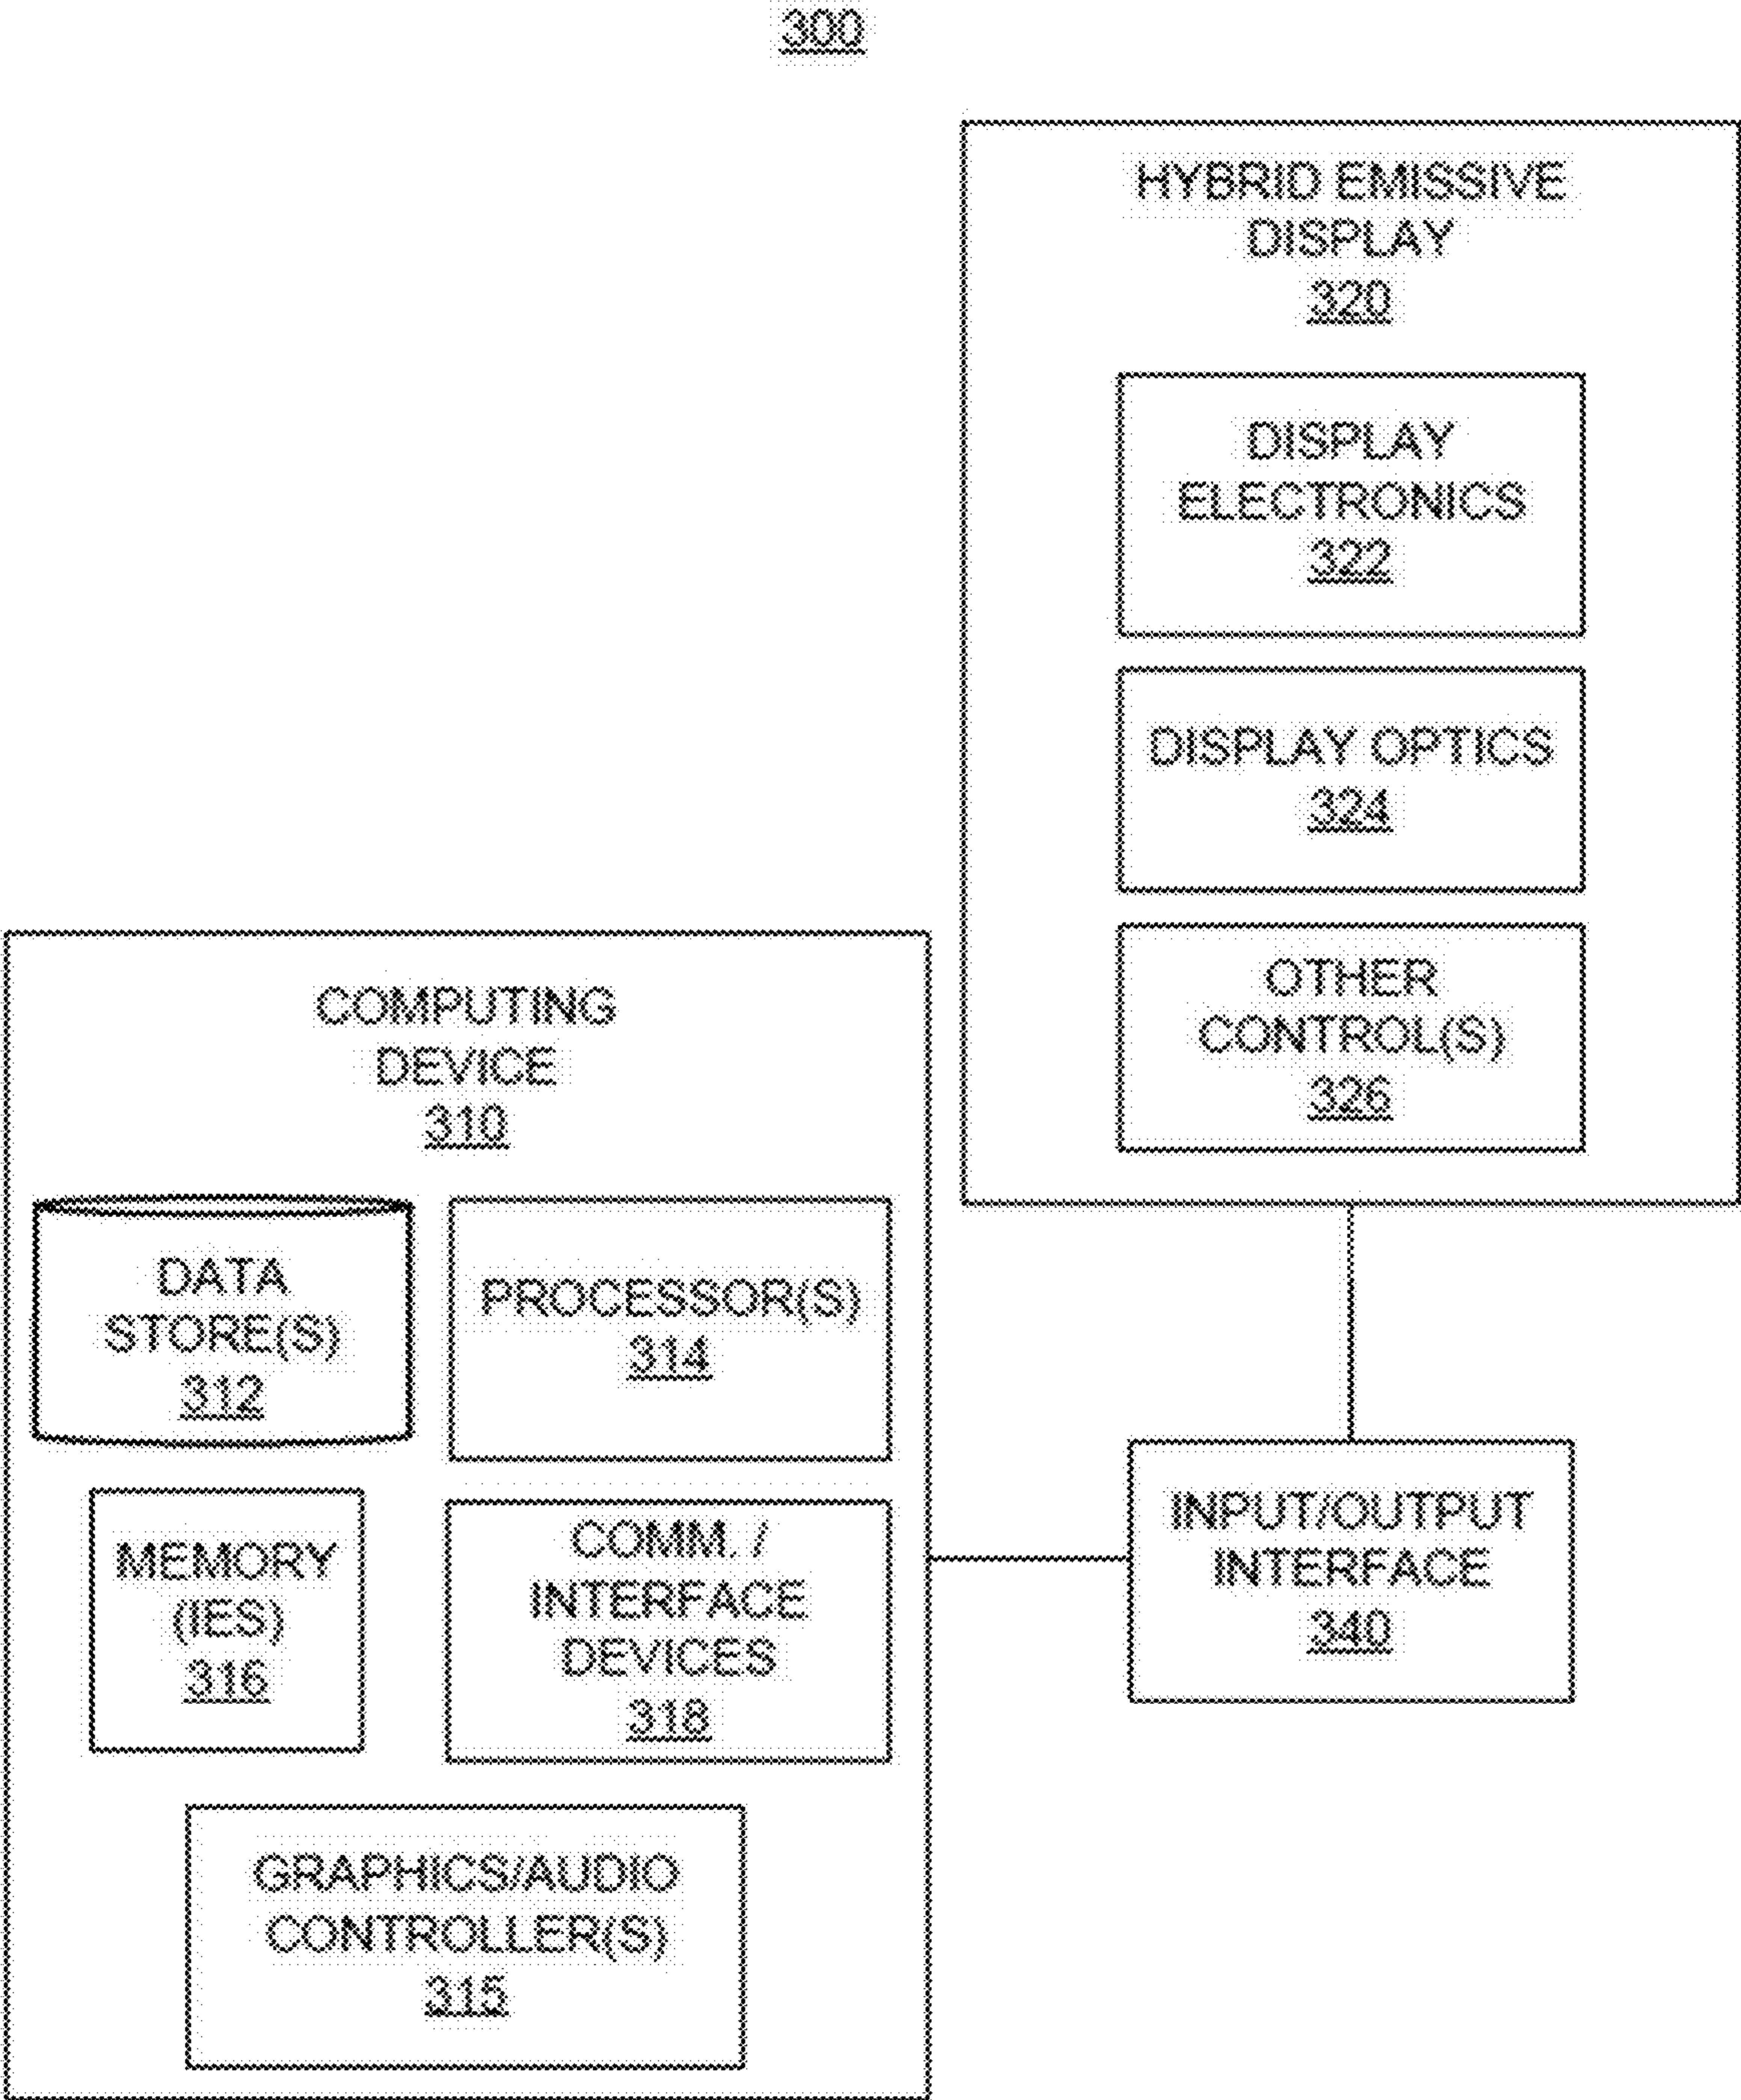 300
HYBRID EMISSIVE
DISPLAY
320
DISPLAY
ELECTRONICS
322
DISPLAY OPTICS
324
OTHER
CONTROL(S)
326
COMPUTING
DEVICE
310
DATA
STORE(S)
312
PROCESSOR(S)
314
MEMORY
(IES)
316
COMM. /
INTERFACE
DEVICES
318
GRAPHICS/AUDIO
CONTROLLER(S)
315
INPUT/OUTPUT
INTERFACE
340